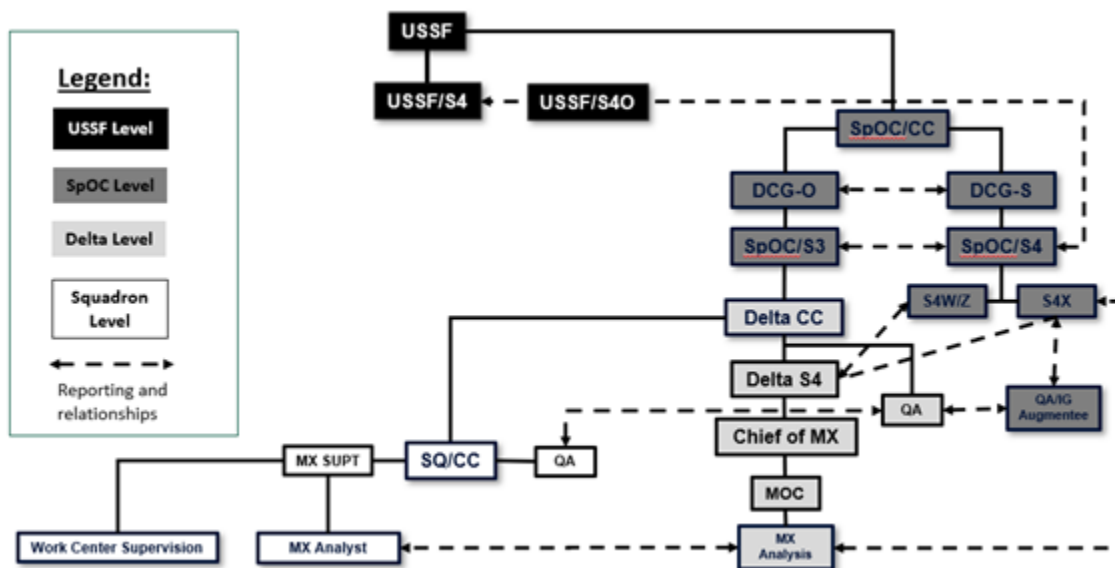 Legend:
USSF Level
SpOC Level
Delta Level
Squadron
Level
Reporting and
relationships
USSF
USSF/S4
USSF/S4O
SpOC/CC
DCG-O
DCG-S
SpOC/S3
SpOC/S4
S4W/Z
S4X
Delta CC
Delta S4
QA
QA/IG
Augmentee
Chief of MX
MX SUPT
SQ/CC
QA
MOC
Work Center Supervision
MX Analyst
MX
Analysis